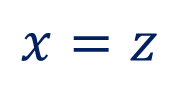 x = z